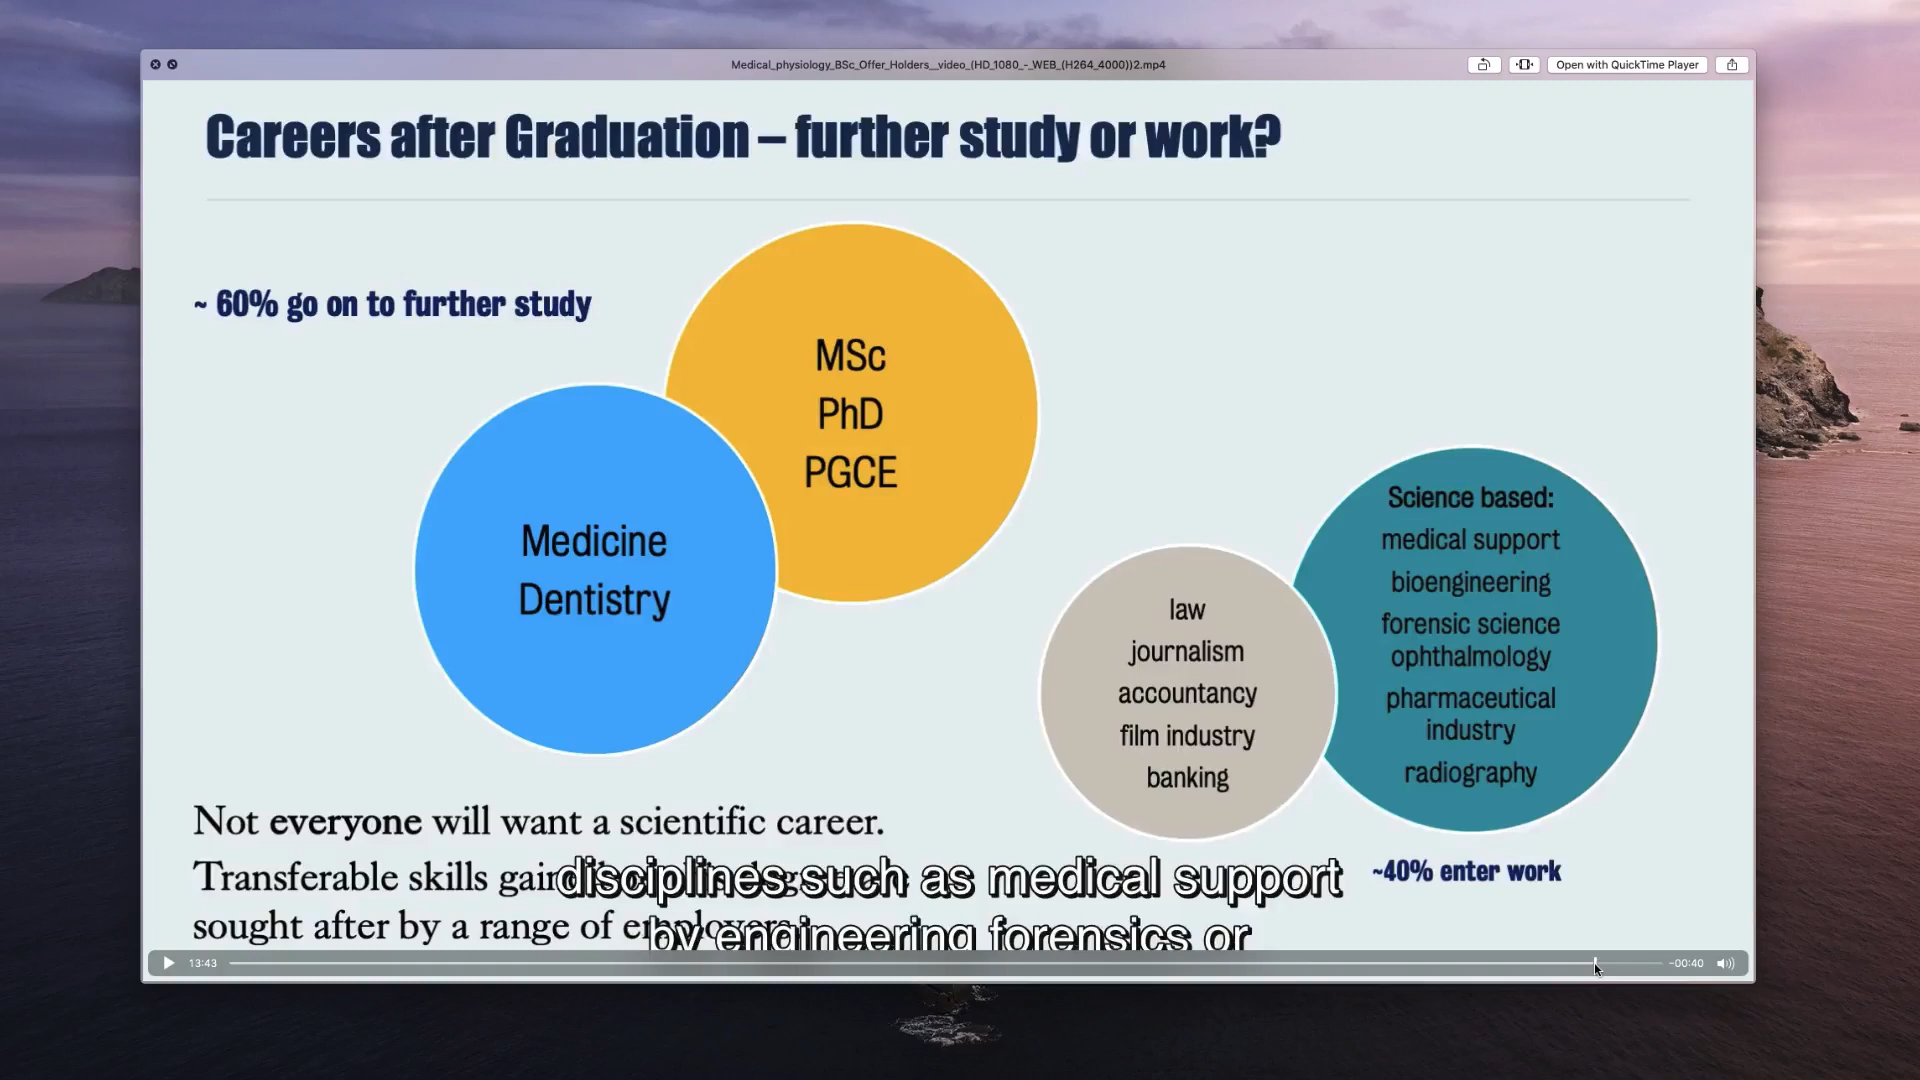 Medical_physiology_BSc_Offer_Holders__video_(HD_1080_-_WEB_(H264_4000))2.mp4
Open with QuickTime Player
Careers after Graduation – further study or work?
~ 60% go on to further study
MSc
PhD
PGCE
Medicine
Dentistry
Science based:
medical support
bioengineering
forensic science
ophthalmology
pharmaceutical
industry
radiography
law
journalism
accountancy
film industry
banking
~40% enter work
Not everyone will want a scientific career.
Transferable skills
sought after by a range of
disciplines such as medical support
by engineering forensics or
13:43
-00:40